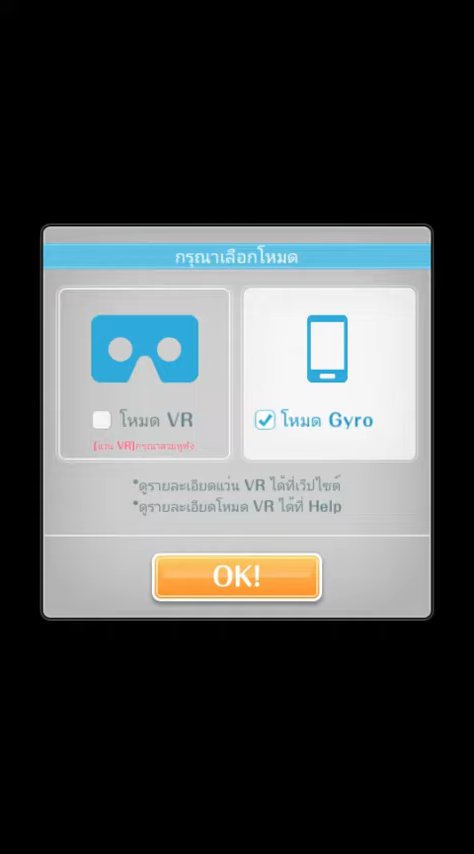 กรุณาเลือกโหมด
โหมด VR
โหมด Gyro
*ดูรายละเอียดแว่น VR ได้ที่เว็ปไซต์
*ดูรายละเอียดโหมด VR ได้ที่ Help
OK!